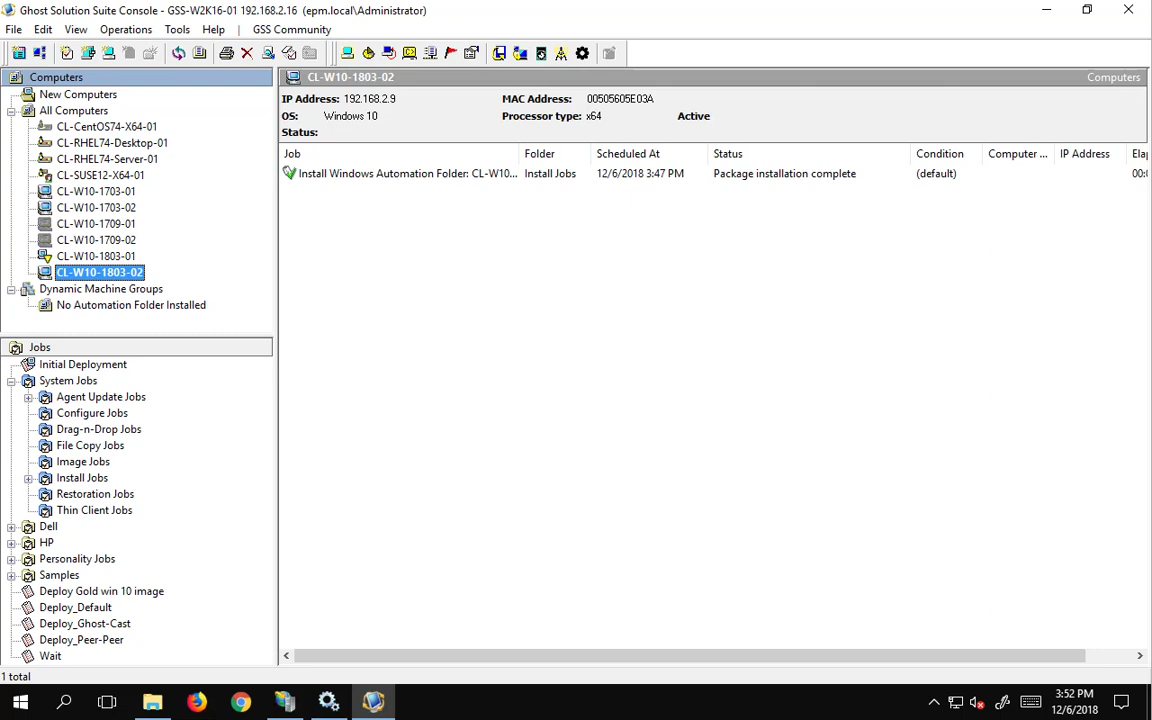 Ghost Solution Suite Console - GSS-W2K16-01 192.168.2.16 (epm.local\Administrator)
File Edit View Operations Tools Help GSS Community
Computers
New Computers
All Computers
CL-CentOS74-X64-01
CL-RHEL74-Desktop-01
CL-RHEL74-Server-01
CL-SUSE12-X64-01
CL-W10-1703-01
CL-W10-1703-02
CL-W10-1709-01
CL-W10-1709-02
CL-W10-1803-01
CL-W10-1803-02
Dynamic Machine Groups
No Automation Folder Installed
Jobs
Initial Deployment
System Jobs
Agent Update Jobs
Configure Jobs
Drag-n-Drop Jobs
File Copy Jobs
Image Jobs
Install Jobs
Restoration Jobs
Thin Client Jobs
Dell
HP
Personality Jobs
Samples
Deploy Gold win 10 image
Deploy_Default
Deploy_Ghost-Cast
Deploy_Peer-Peer
Wait
CL-W10-1803-02 Computers
IP Address: 192.168.2.9 MAC Address: 00505605E03A
OS: Windows 10 Processor type: x64 Active
Status:
Job Folder Scheduled At Status Condition Computer ... IP Address Ela
Install Windows Automation Folder: CL-W10... Install Jobs 12/6/2018 3:47 PM Package installation complete (default) 00:
1 total
3:52 PM
12/6/2018